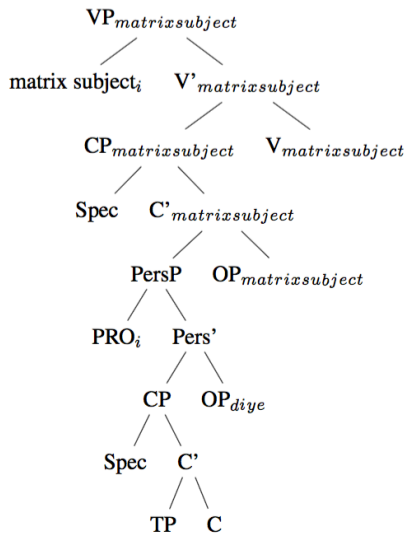 VPmatrixsubject
matrix subjecti V’matrixsubject
CPmatrixsubject Vmatrixsubject
Spec C’matrixsubject
PersP OPmatrixsubject
PROi Pers’
CP OPdiye
Spec C’
TP C